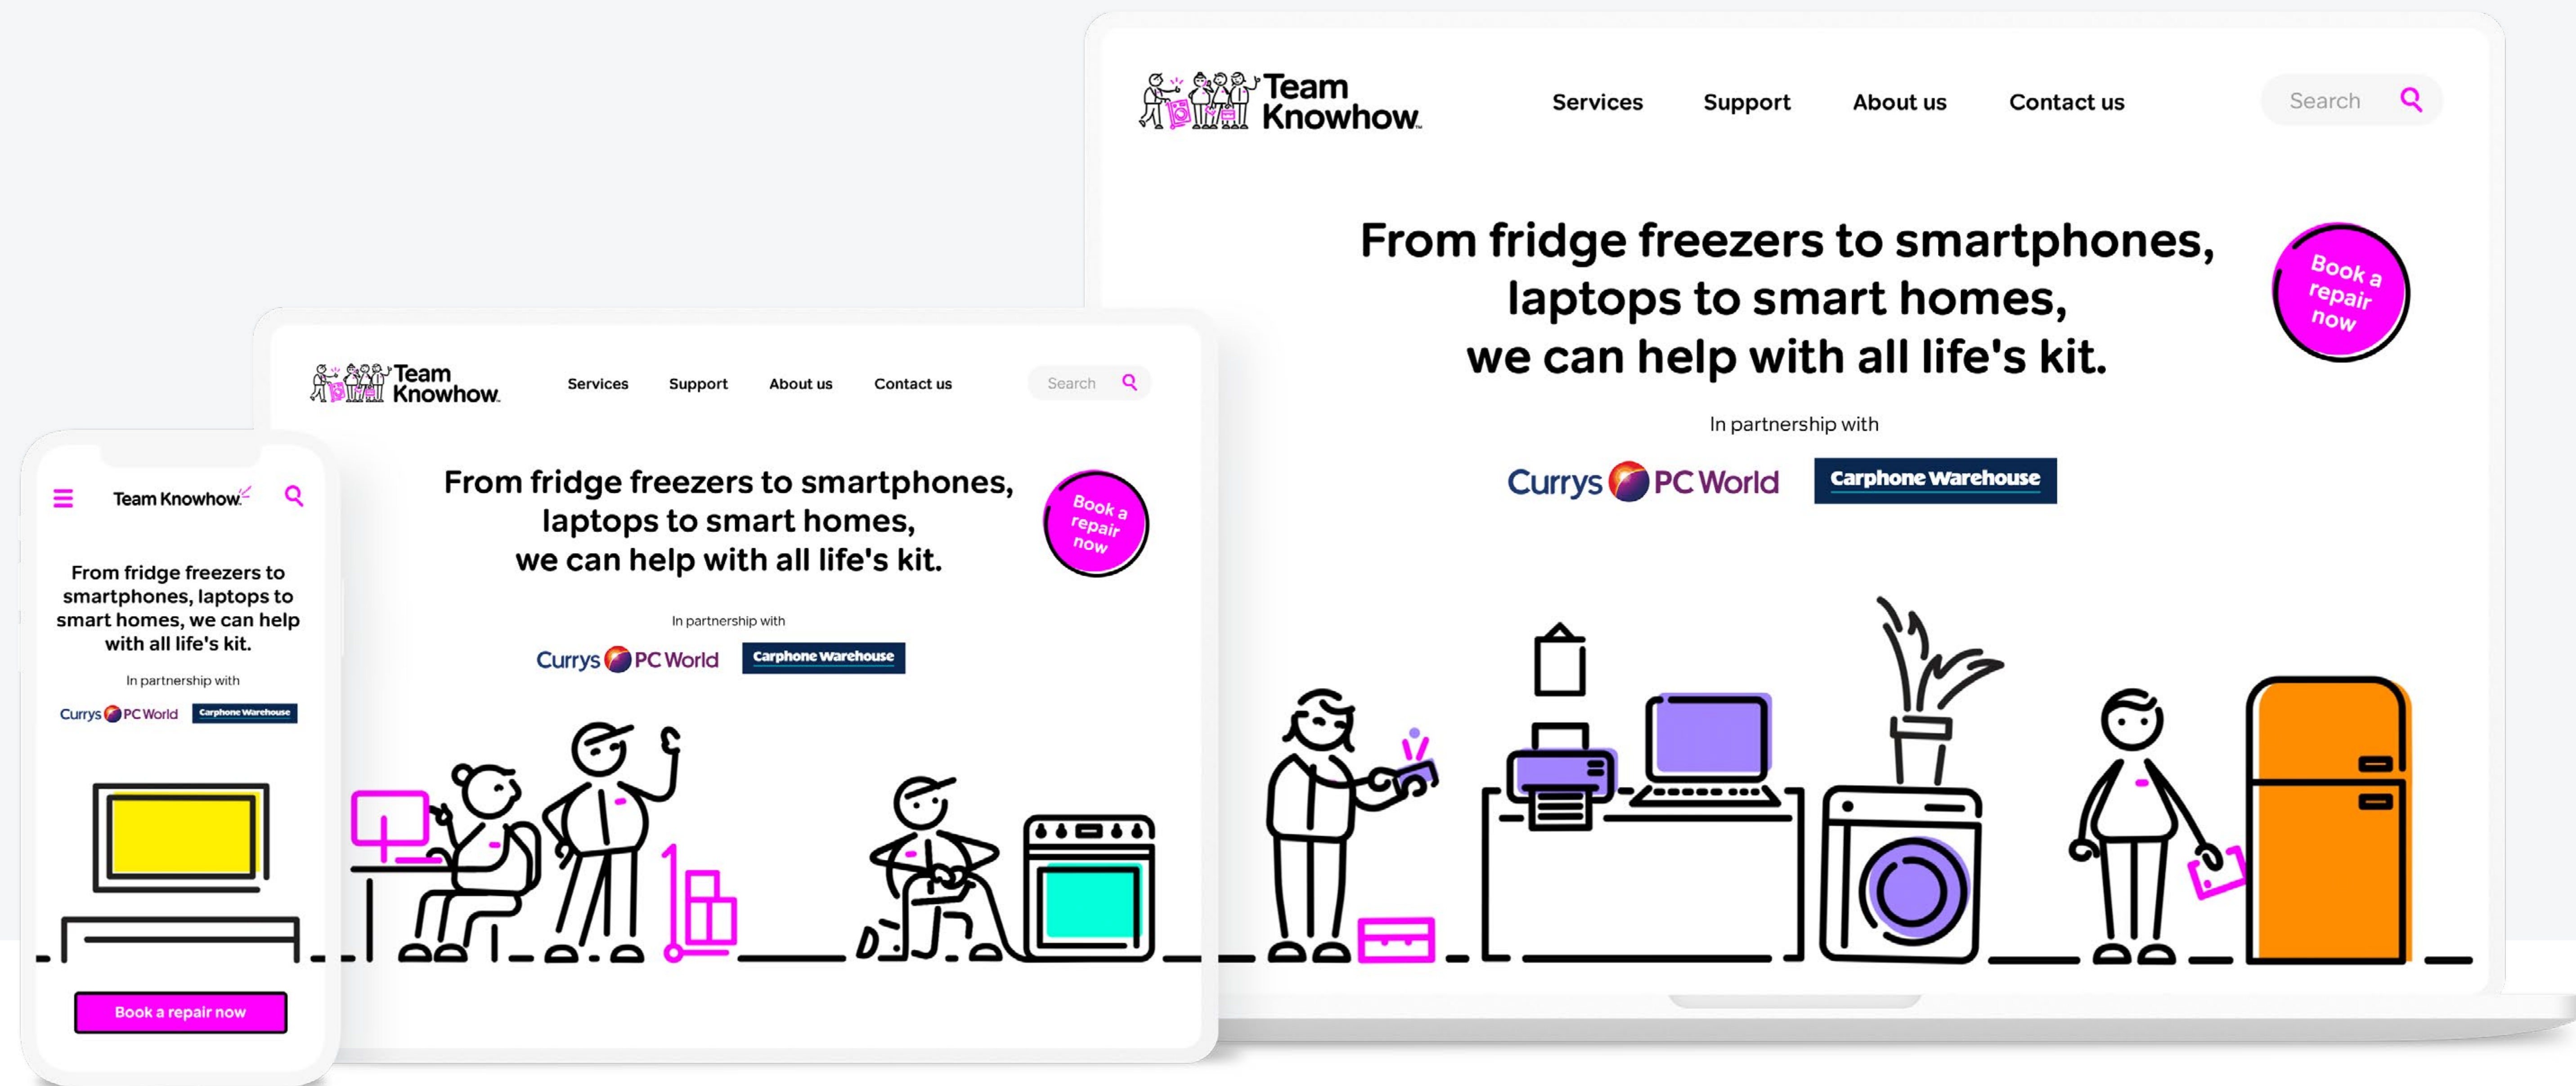 Team
Knowhow™
Services
Support
About us
Contact us
Search
From fridge freezers to smartphones,
laptops to smart homes,
we can help with all life's kit.
Book a
repair
now
In partnership with
Currys PC World
Carphone Warehouse
Team
Knowhow™
Services
Support
About us
Contact us
Search
From fridge freezers to smartphones,
laptops to smart homes,
we can help with all life's kit.
Book a
repair
now
In partnership with
Currys PC World
Carphone Warehouse
Team Knowhow
From fridge freezers to
smartphones, laptops to
smart homes, we can help
with all life's kit.
In partnership with
Currys PC World
Carphone Warehouse
Book a repair now